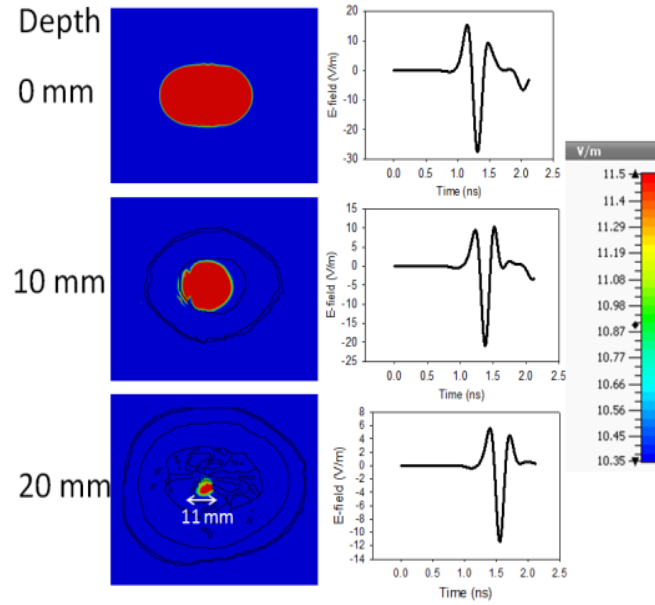 Depth
0 mm
20
10
0
-10
-20
-30
E-field (V/m)
0.0 0.5 1.0 1.5 2.0 2.5
Time (ns)
V/m
11.5
11.4
11.29
11.19
11.08
10.98
10.87
10.77
10.66
10.56
10.45
10.35
10 mm
15
10
5
0
-5
-10
-15
-20
-25
E-field (V/m)
0.0 0.5 1.0 1.5 2.0 2.5
Time (ns)
20 mm
11 mm
8
6
4
2
0
-2
-4
-6
-8
-10
-12
-14
E-field (V/m)
0.0 0.5 1.0 1.5 2.0 2.5
Time (ns)